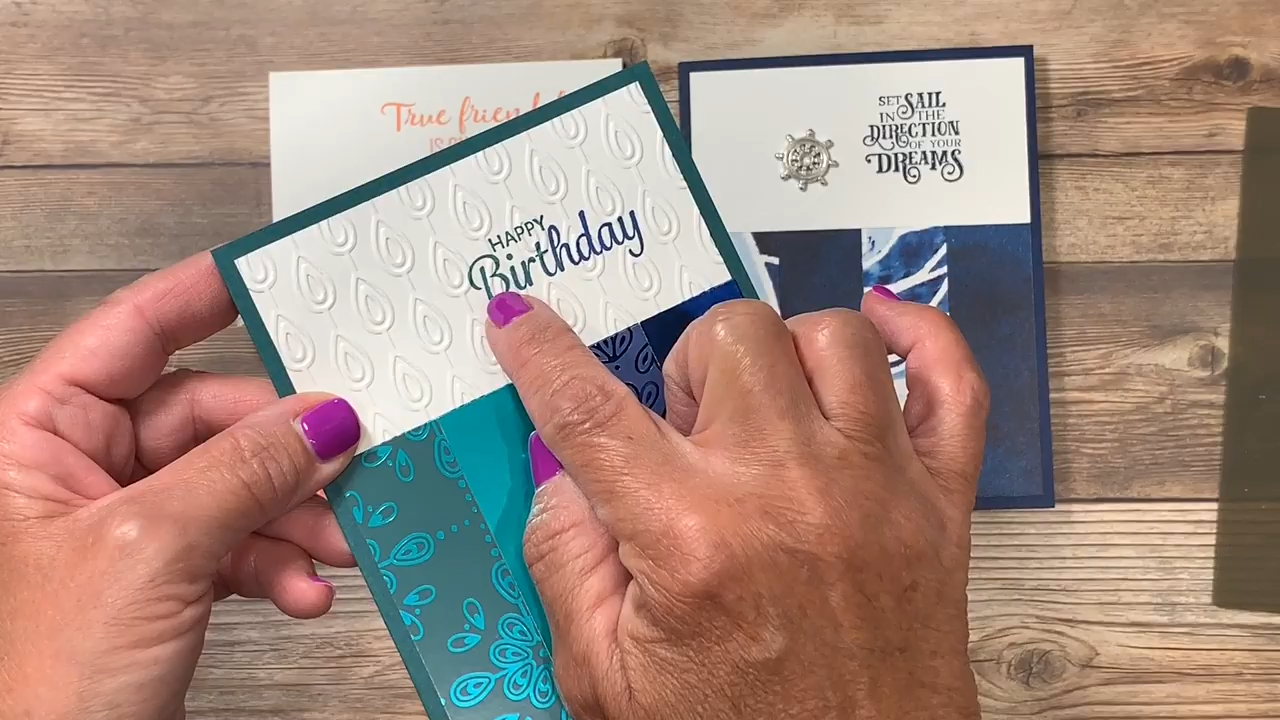 True friend
HAPPY
Birthday
SET SAIL
IN THE
DIRECTION
OF YOUR
DREAMS